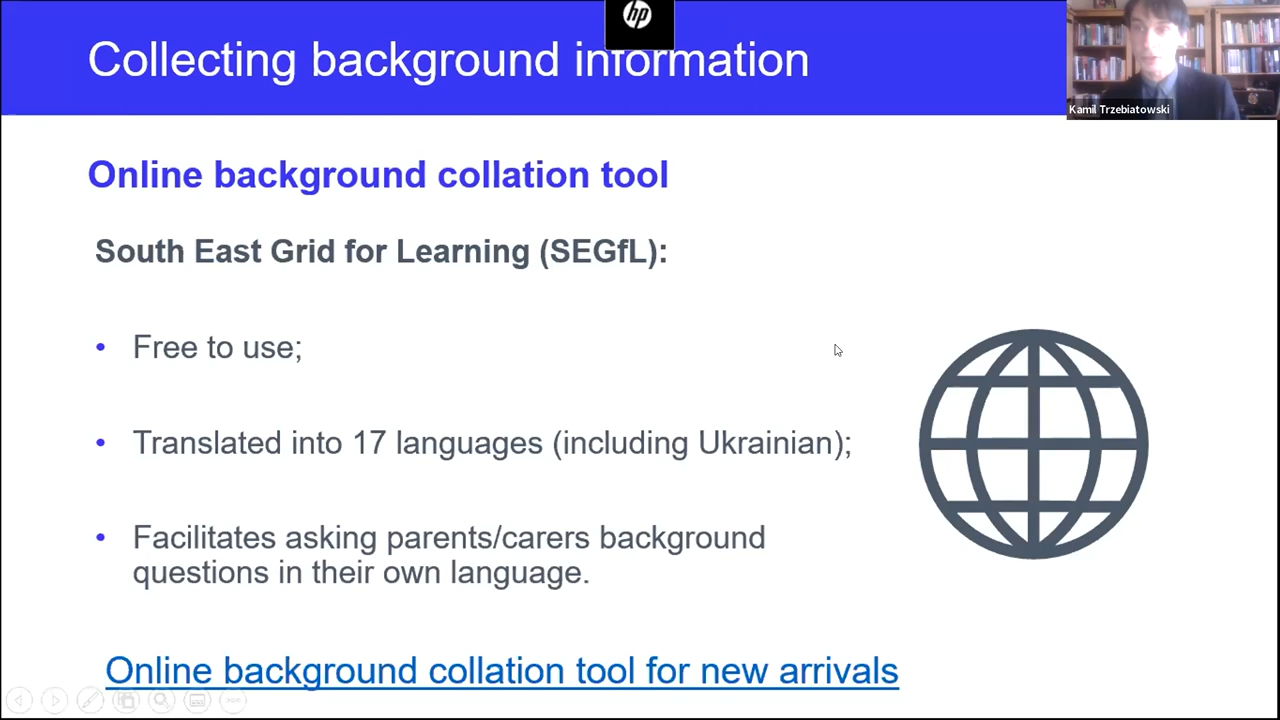 Collecting background information
hp
Kamil Trzebiatowski
Online background collation tool
South East Grid for Learning (SEGfL):
• Free to use;
• Translated into 17 languages (including Ukrainian);
• Facilitates asking parents/carers background
questions in their own language.
Online background collation tool for new arrivals